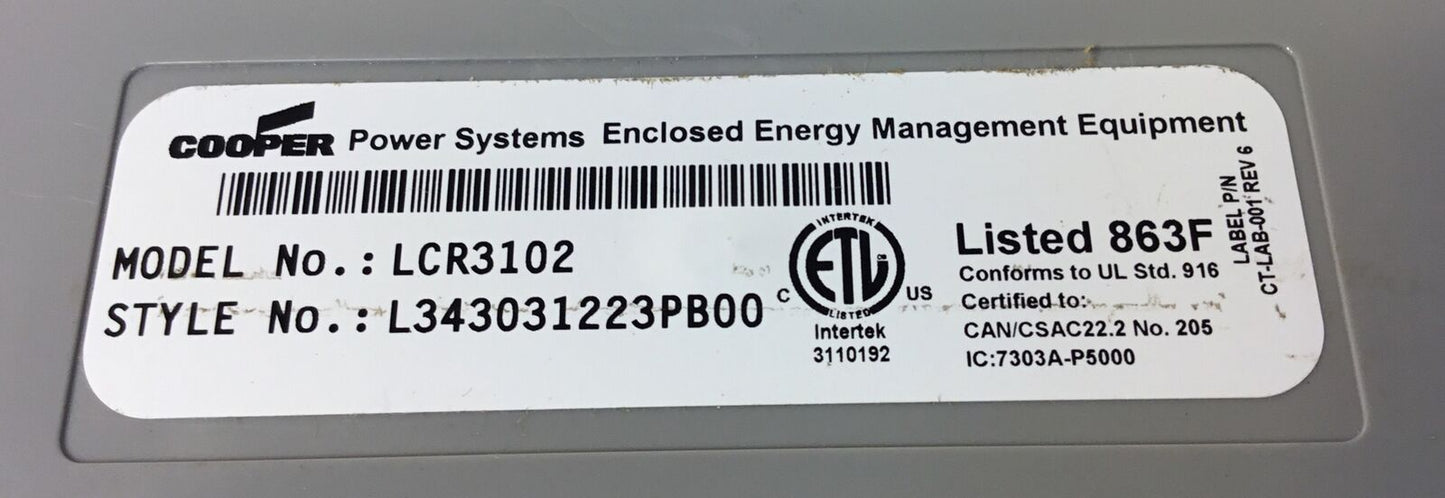 COOPER Power Systems Enclosed Energy Management Equipment
MODEL No.: LCR3102
STYLE No.: L343031223PB00
INTERTEK
ETL
LISTED
C US
Intertek
3110192
Listed 863F
Conforms to UL Std. 916
Certified to:
CAN/CSAC22.2 No. 205
IC:7303A-P5000
LABEL P/N
CT-LAB-001 REV 6